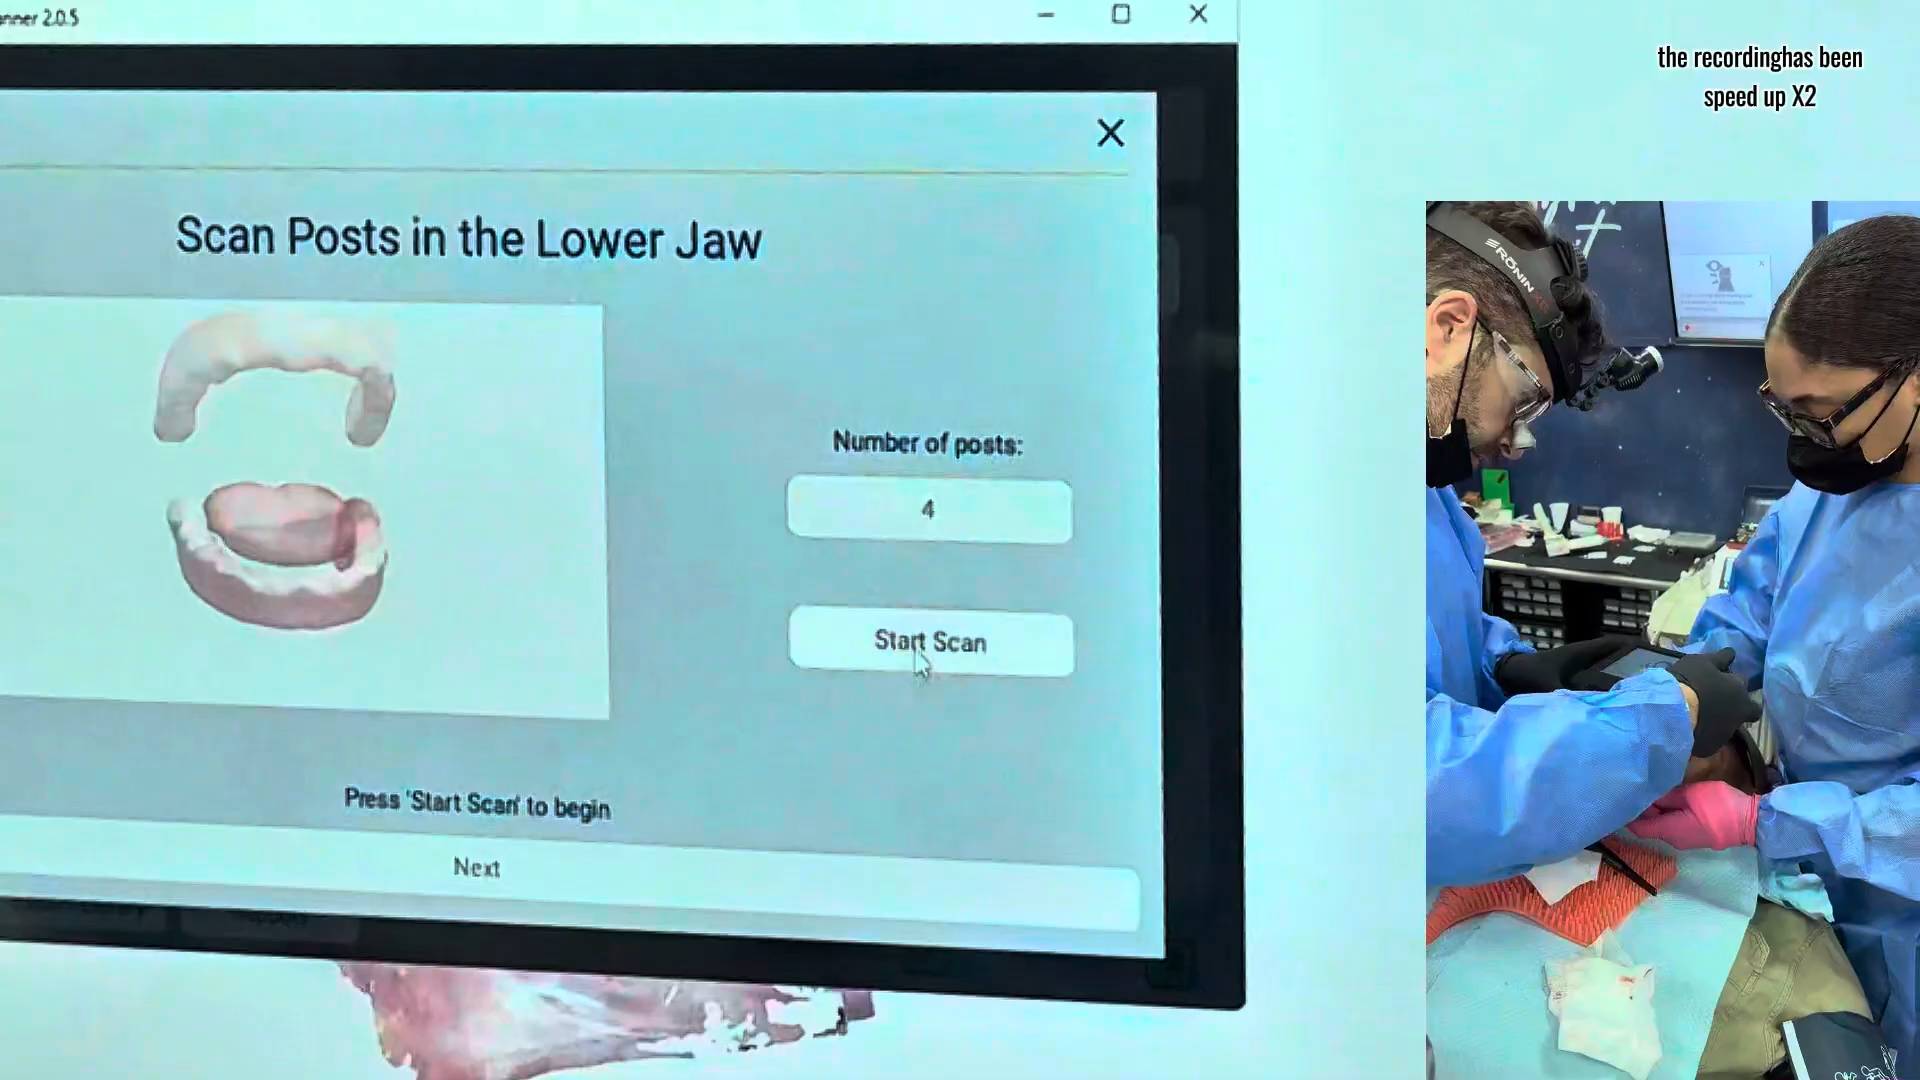 2.0.5
the recordinghas been
speed up X2
Scan Posts in the Lower Jaw
Number of posts:
4
Start Scan
Press 'Start Scan' to begin
Next
RONIN